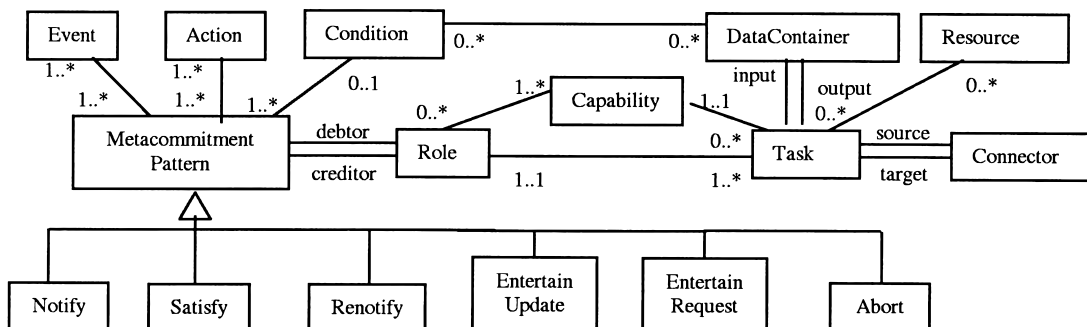 Event
Action
Condition
DataContainer
Resource
0..*
0..*
1..*
1..*
0..1
input
output
0..*
1..*
1..*
1..*
1..*
Capability
1..1
0..*
0..*
Metacommitment
Pattern
debtor
creditor
Role
0..*
Task
source
target
Connector
1..1
1..*
Notify
Satisfy
Renotify
Entertain
Update
Entertain
Request
Abort